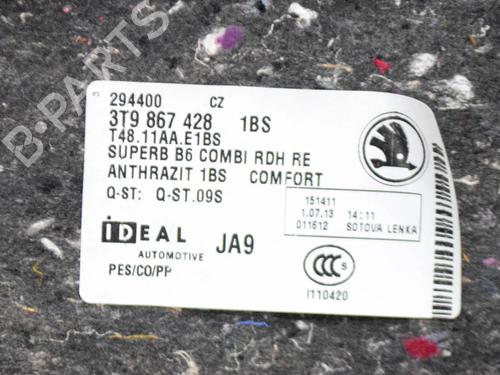 B-PARTS
294400 CZ
3T9 867 428 1BS
T48.11AA.E1BS
SUPERB B6 COMBI RDH RE
ANTHRAZIT 1BS COMFORT
Q-ST: Q-ST.09S
151411
1.07.13 14:11
011612 SOTOVA LENKA
iDEAL
AUTOMOTIVE
JA9
PES/CO/PP
CCC S
I110420